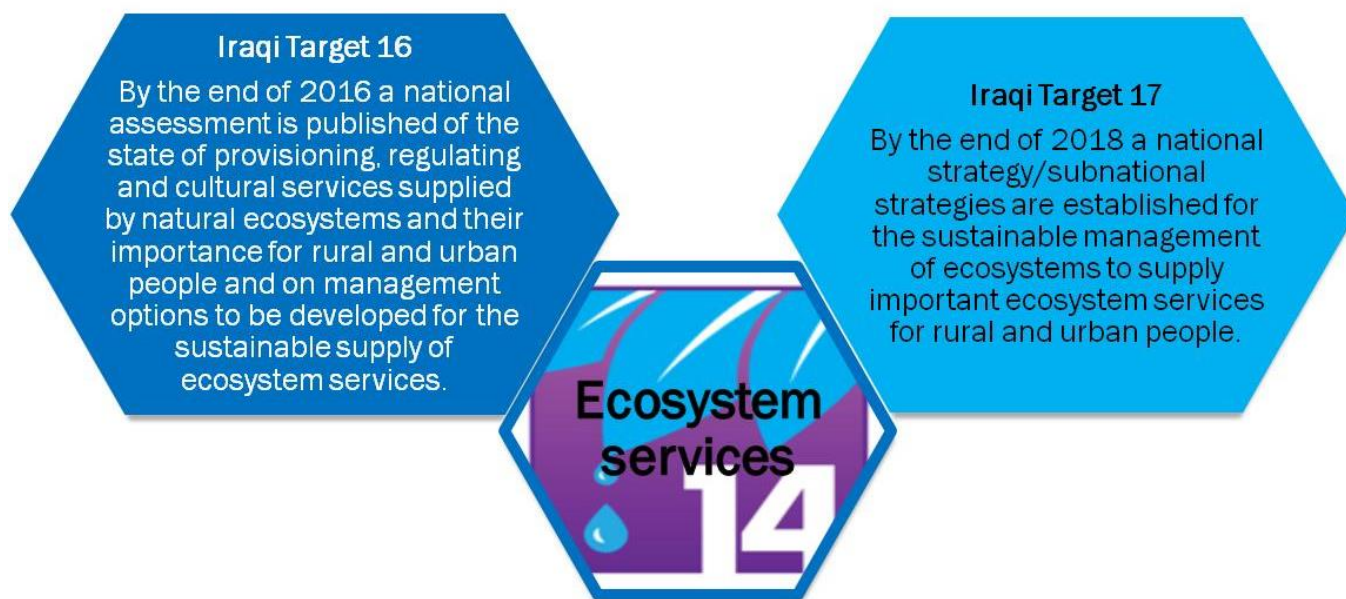 Iraqi Target 16
By the end of 2016 a national
assessment is published of the
state of provisioning, regulating
and cultural services supplied
by natural ecosystems and their
importance for rural and urban
people and on management
options to be developed for the
sustainable supply of
ecosystem services.
Iraqi Target 17
By the end of 2018 a national
strategy/subnational
strategies are established for
the sustainable management
of ecosystems to supply
important ecosystem services
for rural and urban people.
Ecosystem
services
14